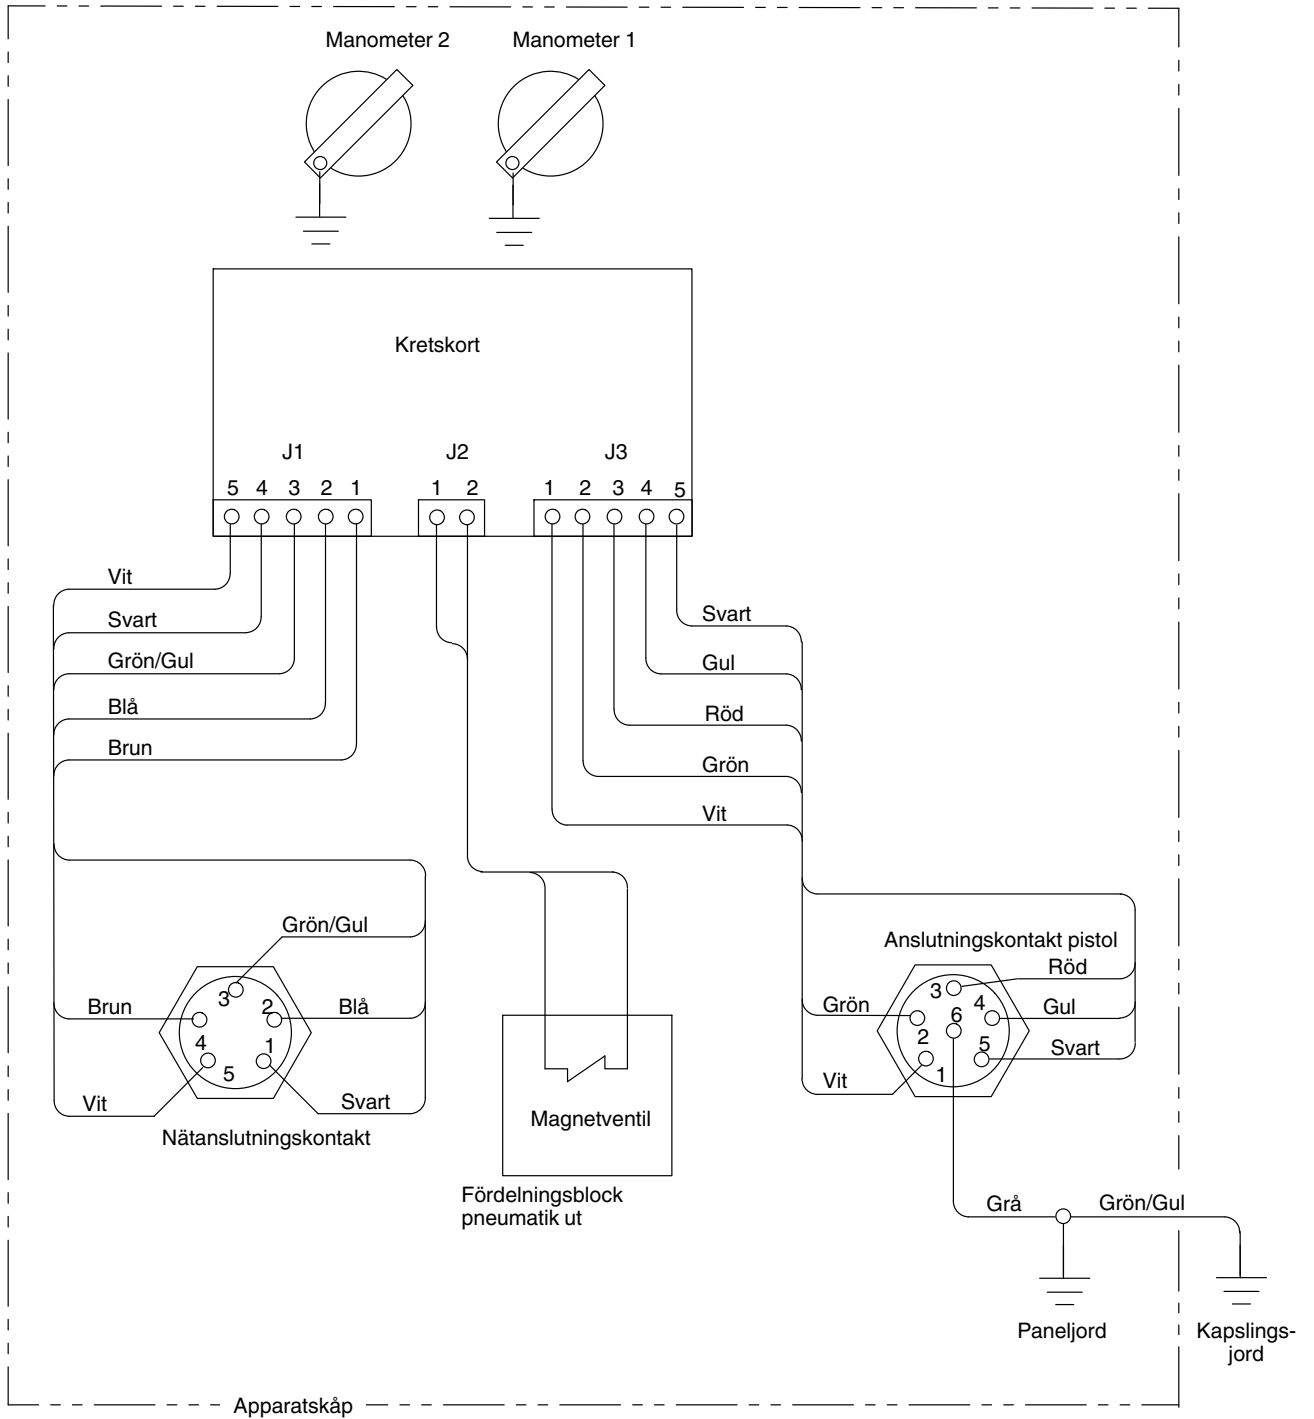 Manometer 2 Manometer 1
Kretskort
J1 J2 J3
5 4 3 2 1 1 2 1 2 3 4 5
Vit
Svart
Grön/Gul
Blå
Brun
Svart
Gul
Röd
Grön
Vit
Grön/Gul
Brun
Blå
3
2
4
1
5
Vit
Svart
Nätanslutningskontakt
Magnetventil
Fördelningsblock
pneumatik ut
Anslutningskontakt pistol
Röd
Grön
Gul
3
4
6
2
5
1
Svart
Vit
Grå
Grön/Gul
Paneljord
Kapslings-
jord
Apparatskåp